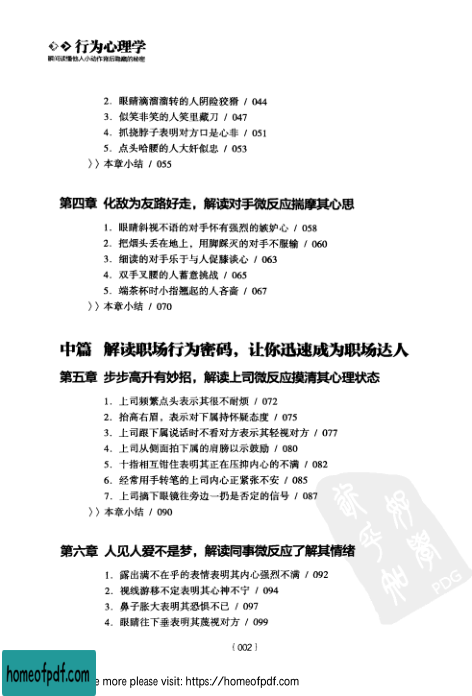 行为心理学
瞬间读懂他人小动作背后隐藏的秘密
2. 眼睛滴溜溜转的人阴险狡猾 / 044
3. 似笑非笑的人笑里藏刀 / 047
4. 抓挠脖子表明对方口是心非 / 051
5. 点头哈腰的人大奸似忠 / 053
〉〉本章小结 / 055
第四章 化敌为友路好走，解读对手微反应揣摩其心思
1. 眼睛斜视不语的对手怀有强烈的嫉妒心 / 058
2. 把烟头丢在地上，用脚踩灭的对手不服输 / 060
3. 细读的对手乐于与人促膝谈心 / 063
4. 双手叉腰的人蓄意挑战 / 065
5. 端茶杯时小指翘起的人吝啬 / 067
〉〉本章小结 / 070
中篇 解读职场行为密码，让你迅速成为职场达人
第五章 步步高升有妙招，解读上司微反应摸清其心理状态
1. 上司频繁点头表示其很不耐烦 / 072
2. 抬高右眉，表示对下属持怀疑态度 / 075
3. 上司跟下属说话时不看对方表示其轻视对方 / 077
4. 上司从侧面拍下属的肩膀以示鼓励 / 080
5. 十指相互钳住表明其正在压抑内心的不满 / 082
6. 经常用手转笔的上司内心正紧张不安 / 085
7. 上司摘下眼镜往旁边一扔是否定的信号 / 087
〉〉本章小结 / 090
第六章 人见人爱不是梦，解读同事微反应了解其情绪
1. 露出满不在乎的表情表明其内心强烈不满 / 092
2. 视线游移不定表明其心神不宁 / 094
3. 鼻子胀大表明其恐惧不已 / 097
4. 眼睛往下垂表明其蔑视对方 / 099
PDG
〔 002 〕
homeofpdf.com
e more please visit: https://homeofpdf.com